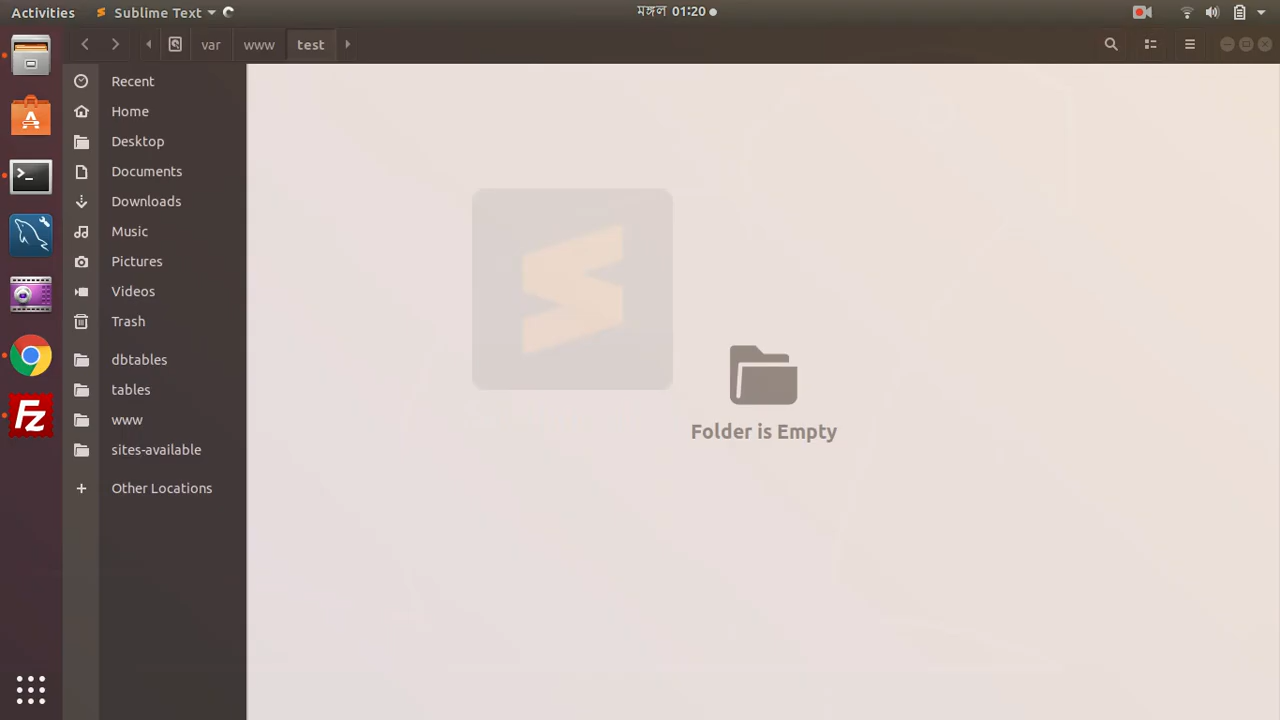 Activities
Sublime Text
মঙ্গল 01:20
var
www
test
Recent
Home
Desktop
Documents
Downloads
Music
Pictures
Videos
Trash
dbtables
tables
www
sites-available
Other Locations
Folder is Empty